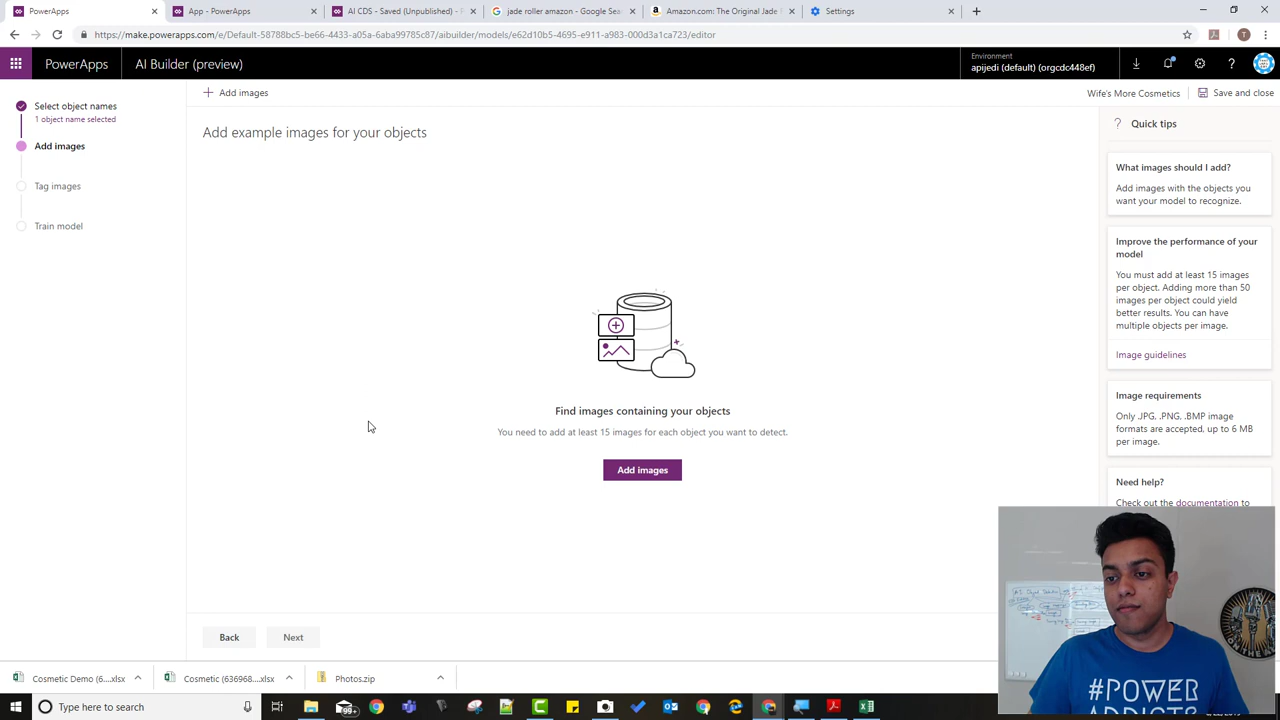 PowerApps
App - PowerApps
AI CDS - Saved (Unpublished) - P
jade roller amazon - Google Sea
Amazon.com: The Original Jade R
Settings
https://make.powerapps.com/e/Default-58788bc5-be66-4433-a05a-6aba99785c87/aibuilder/models/e62d10b5-4695-e911-a983-000d3a1ca723/editor
T
PowerApps
AI Builder (preview)
Environment
apijedi (default) (orgcdc448ef)
Select object names
1 object name selected
Add images
Tag images
Train model
Add images
Wife's More Cosmetics
Save and close
Add example images for your objects
Find images containing your objects
You need to add at least 15 images for each object you want to detect.
Add images
Back
Next
? Quick tips
What images should I add?
Add images with the objects you
want your model to recognize.
Improve the performance of your
model
You must add at least 15 images
per object. Adding more than 50
images per object could yield
better results. You can have
multiple objects per image.
Image guidelines
Image requirements
Only .JPG, .PNG, .BMP image
formats are accepted, up to 6 MB
per image.
Need help?
Check out the documentation to
#POWER
ADDICTS
Cosmetic Demo (6....xlsx
Cosmetic (636968....xlsx
Photos.zip
Type here to search
99+